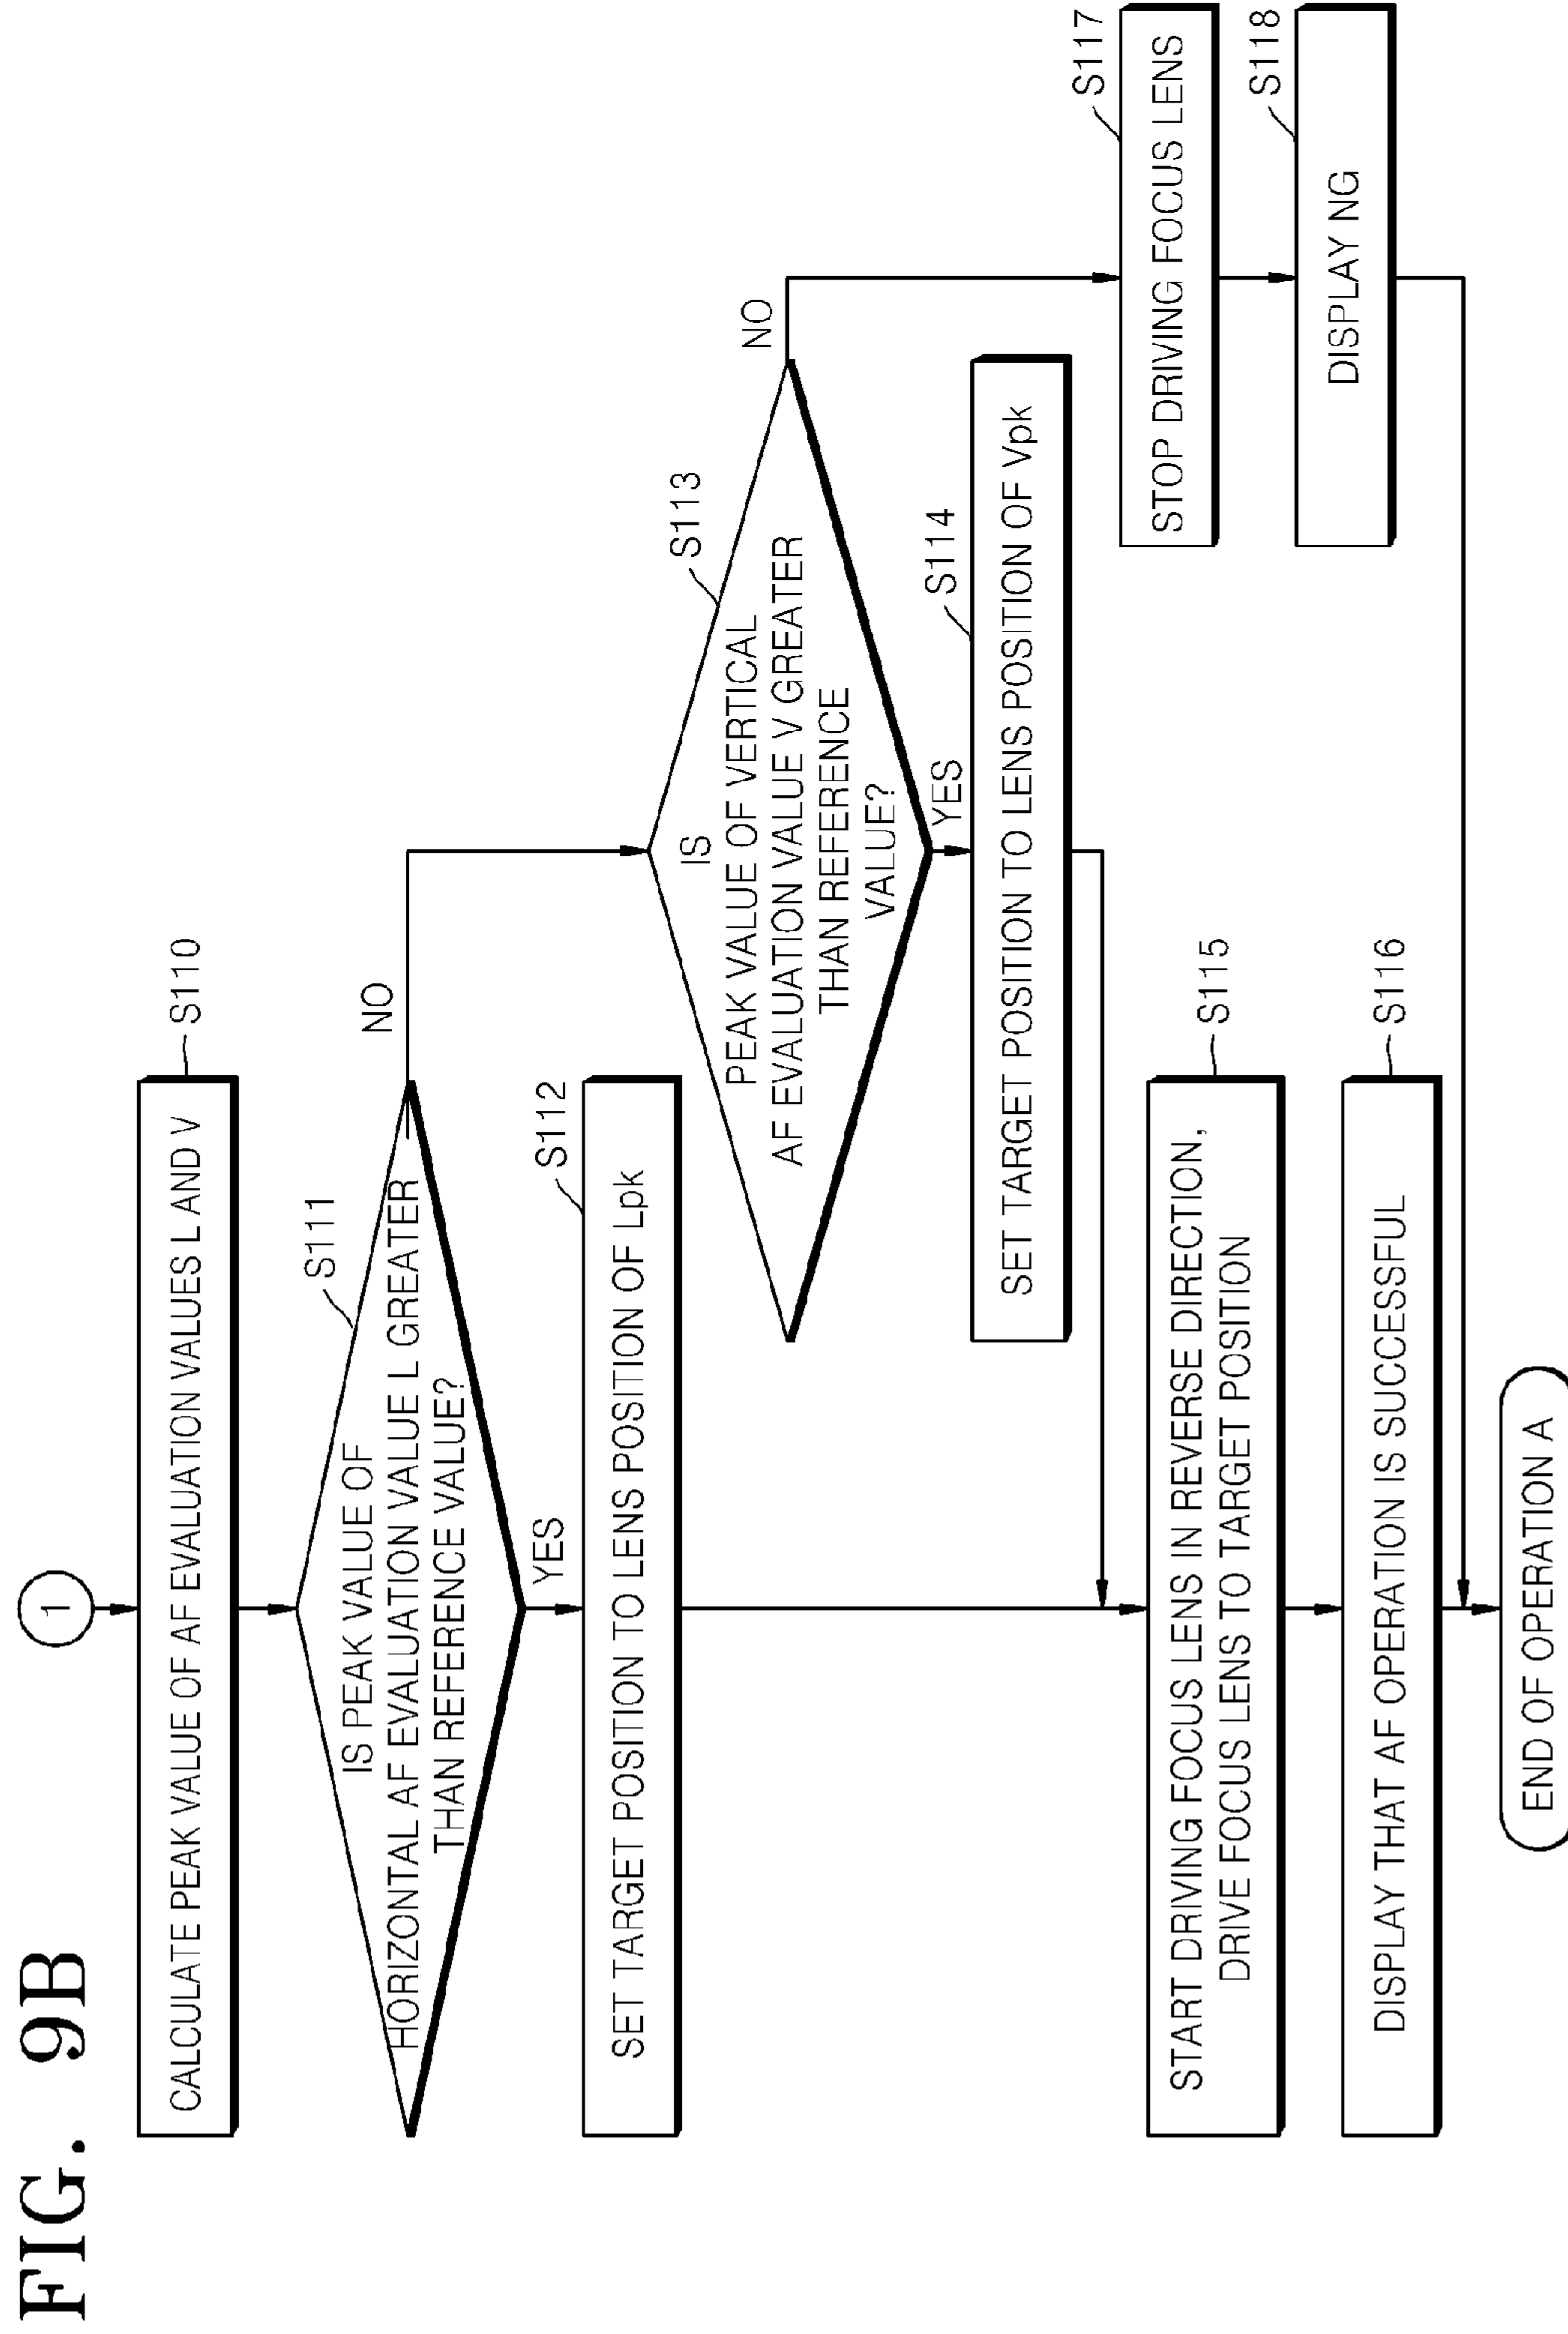 FIG. 9B
1
CALCULATE PEAK VALUE OF AF EVALUATION VALUES L AND V
S110
IS PEAK VALUE OF
HORIZONTAL AF EVALUATION VALUE L GREATER
THAN REFERENCE VALUE?
S111
NO
YES
SET TARGET POSITION TO LENS POSITION OF Lpk
S112
IS
PEAK VALUE OF VERTICAL
AF EVALUATION VALUE V GREATER
THAN REFERENCE
VALUE?
S113
NO
YES
SET TARGET POSITION TO LENS POSITION OF Vpk
S114
START DRIVING FOCUS LENS IN REVERSE DIRECTION,
DRIVE FOCUS LENS TO TARGET POSITION
S115
STOP DRIVING FOCUS LENS
S117
DISPLAY THAT AF OPERATION IS SUCCESSFUL
S116
DISPLAY NG
S118
END OF OPERATION A